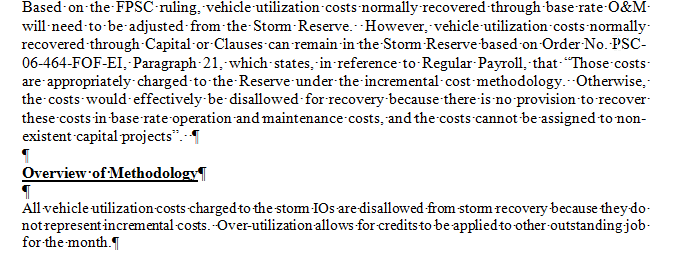 Based on the FPSC ruling, vehicle utilization costs normally recovered through base rate O&M
will need to be adjusted from the Storm Reserve. However, vehicle utilization costs normally
recovered through Capital or Clauses can remain in the Storm Reserve based on Order No. PSC-
06-464-FOF-EI, Paragraph 21, which states, in reference to Regular Payroll, that “Those costs
are appropriately charged to the Reserve under the incremental cost methodology. Otherwise,
the costs would effectively be disallowed for recovery because there is no provision to recover
these costs in base rate operation and maintenance costs, and the costs cannot be assigned to non-
existent capital projects”. ¶
¶
Overview of Methodology¶
¶
All vehicle utilization costs charged to the storm IOs are disallowed from storm recovery because they do
not represent incremental costs. Over-utilization allows for credits to be applied to other outstanding job
for the month.¶